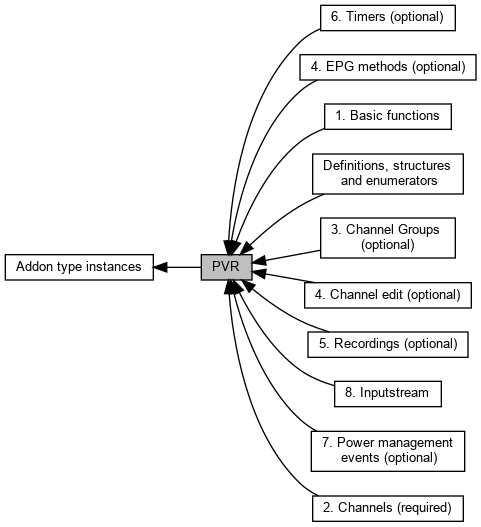 6. Timers (optional)
4. EPG methods (optional)
1. Basic functions
Definitions, structures
and enumerators
3. Channel Groups
(optional)
Addon type instances
PVR
4. Channel edit (optional)
5. Recordings (optional)
8. Inputstream
7. Power management
events (optional)
2. Channels (required)